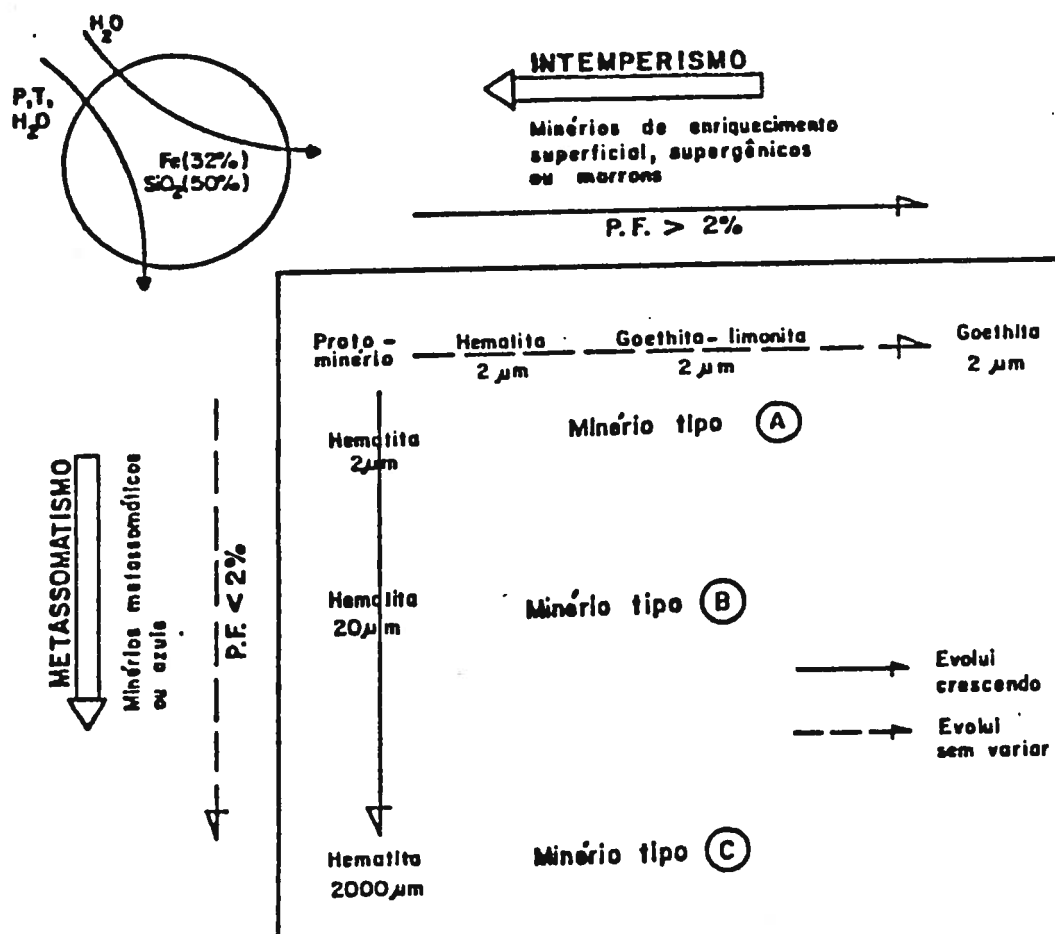 H₂O
P,T,
H₂O
Fe(32%)
SiO₂(50%)
INTEMPERISMO
Minérios de enriquecimento
superficial, supergênicos
ou marrons
P.F. > 2%
Proto-
minério
Hematita
2 µm
Goethita-limonita
2 µm
Goethita
2 µm
Minério tipo A
Hematita
2µm
METASSOMATISMO
Minérios metassomáticos
ou azuis
P.F. < 2%
Hematita
20µm
Minério tipo B
Evolui
crescendo
Evolui
sem variar
Hematita
2000µm
Minério tipo C